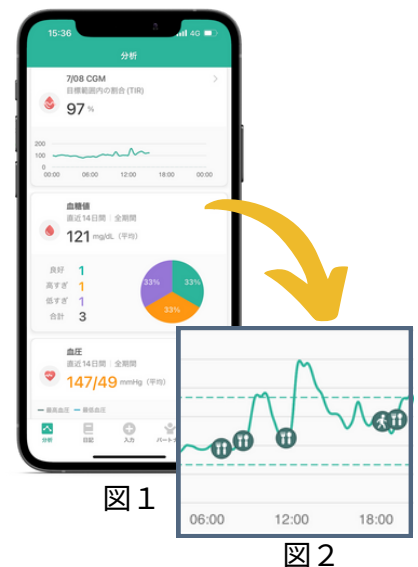 15:36
4G
分析
7/08 CGM
目標範囲内の割合 (TIR)
97 %
200
100
0
00:00 06:00 12:00 18:00 00:00
血糖値
直近14日間 | 全期間
121 mg/dL (平均)
良好 1
高すぎ 1
低すぎ 1
合計 3
33% 33%
33%
血圧
直近14日間 | 全期間
147/49 mmHg (平均)
最高血圧 最低血圧
分析 日記 入力 パートナ
図1
06:00 12:00 18:00
図2